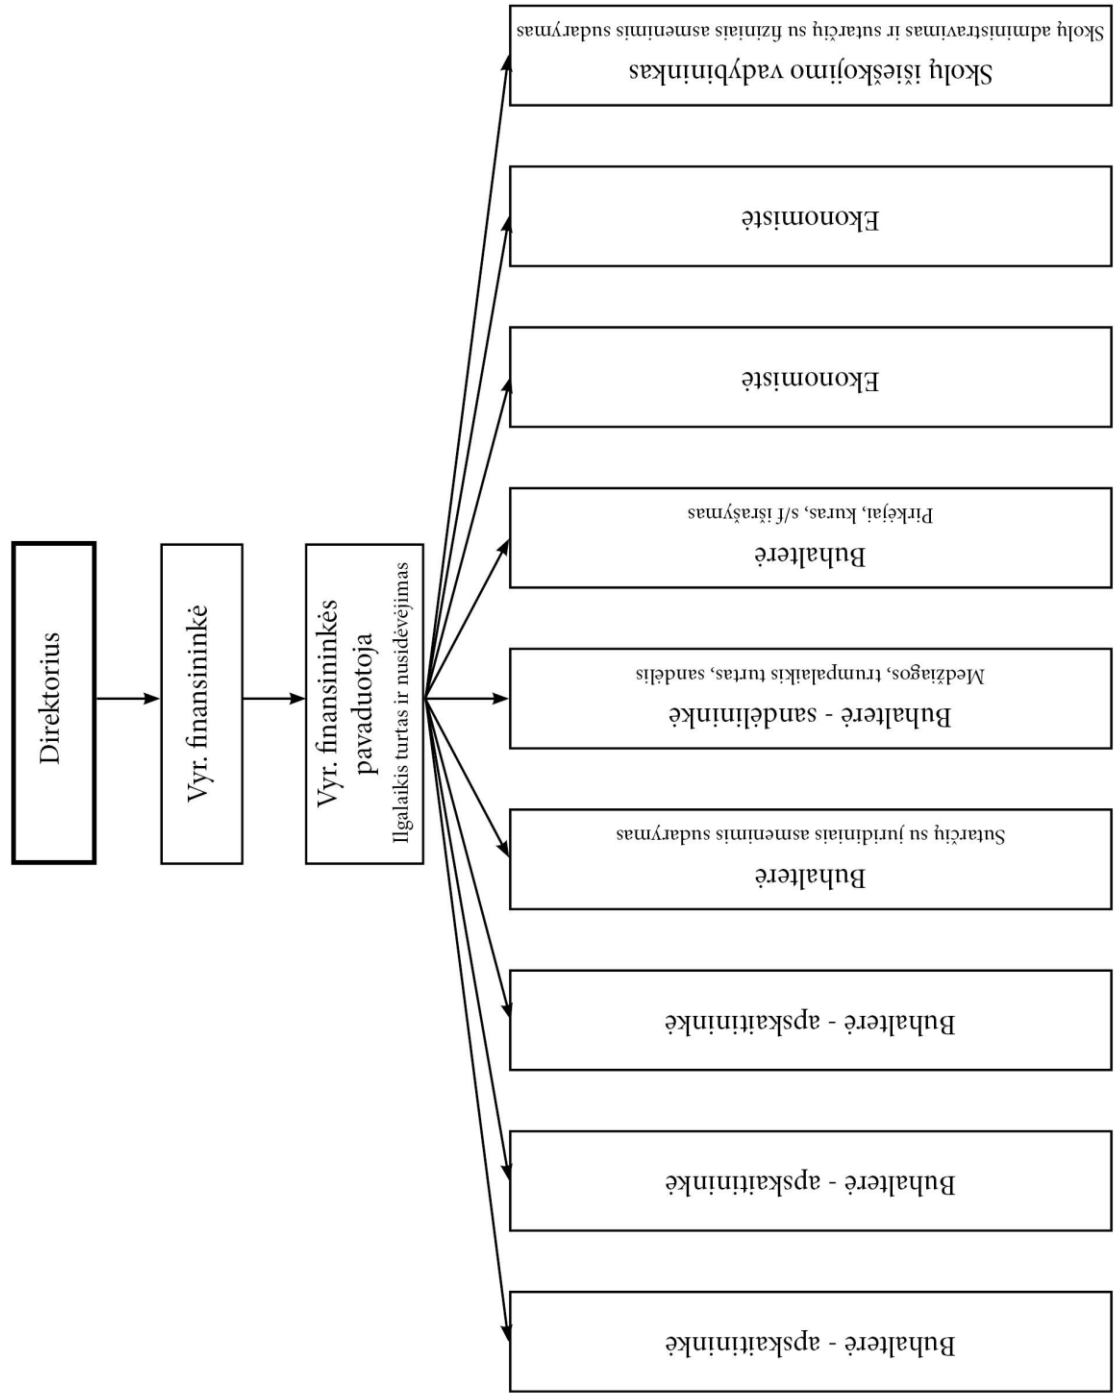 Direktorius
Vyr. finansininkė
Vyr. finansininkės
pavaduotoja
Ilgalaikis turtas ir nusidėvėjimas
Buhalterė - apskaitininkė
Buhalterė - apskaitininkė
Buhalterė - apskaitininkė
Buhalterė
Sutarčių su juridiniais asmenimis sudarymas
Buhalterė - sandėlininkė
Medžiagos, trumpalaikis turtas, sandėlis
Buhalterė
Pirkėjai, kuras, s/f išrašymas
Ekonomistė
Ekonomistė
Skolų išieškojimo vadybininkas
Skolų administravimas ir sutarčių su fiziniais asmenimis sudarymas